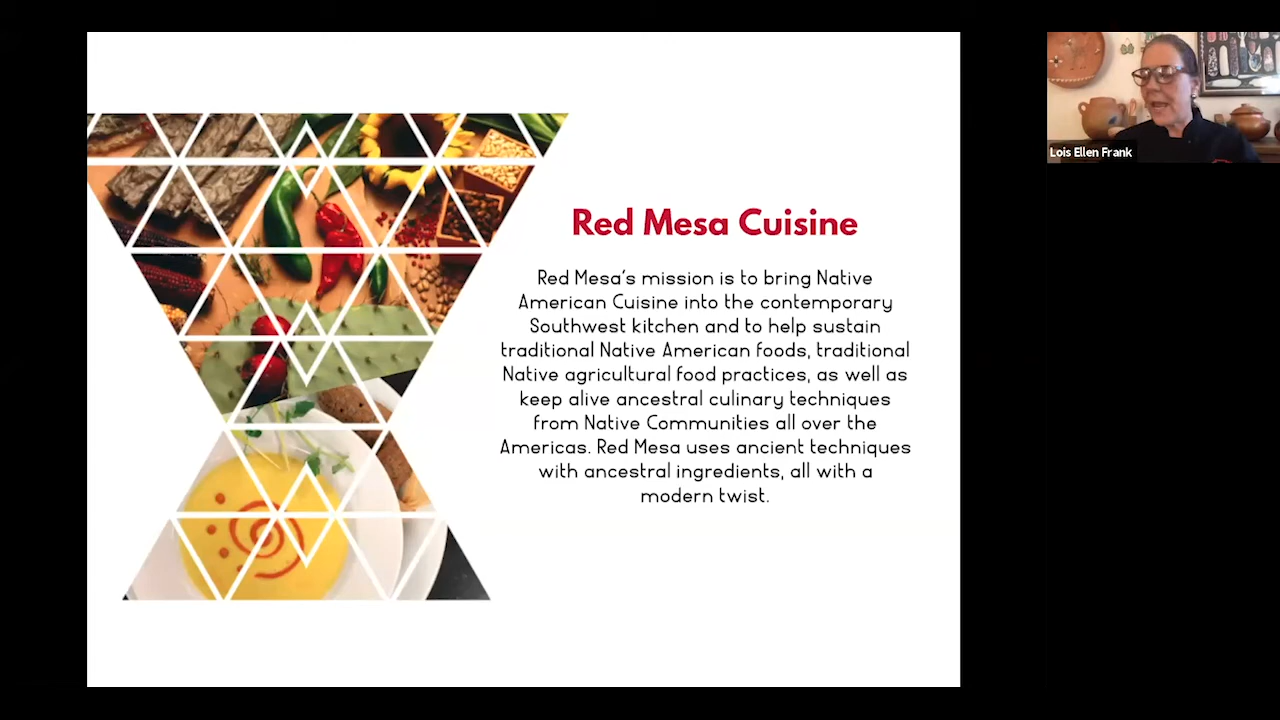 Red Mesa Cuisine
Red Mesa's mission is to bring Native
American Cuisine into the contemporary
Southwest kitchen and to help sustain
traditional Native American foods, traditional
Native agricultural food practices, as well as
keep alive ancestral culinary techniques
from Native Communities all over the
Americas. Red Mesa uses ancient techniques
with ancestral ingredients, all with a
modern twist.
Lois Ellen Frank